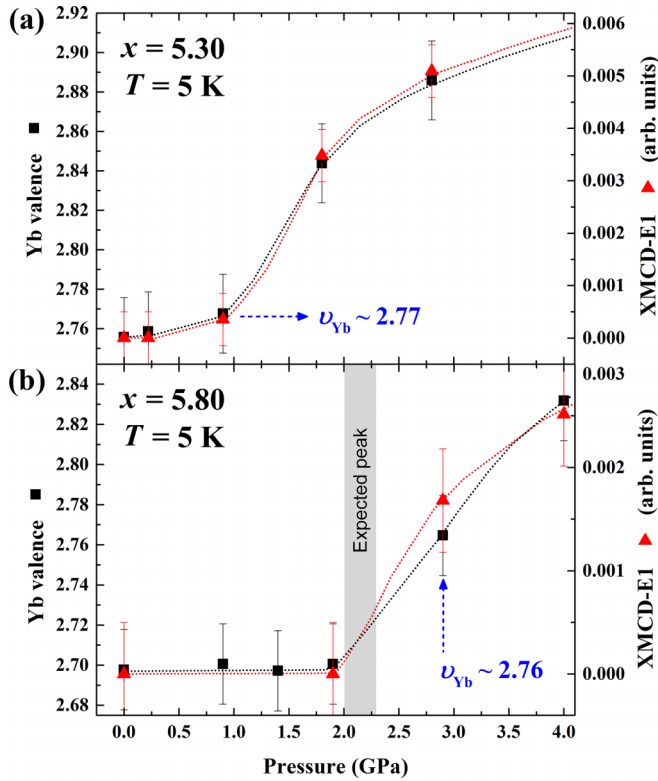 (a)
x = 5.30
T = 5 K
2.92
2.90
2.88
2.86
2.84
2.82
2.80
2.78
2.76
Yb valence
0.006
0.005
0.004
0.003
0.002
0.001
0.000
XMCD-E1 (arb. units)
υYb ~ 2.77
(b)
x = 5.80
T = 5 K
2.84
2.82
2.80
2.78
2.76
2.74
2.72
2.70
2.68
Yb valence
Expected peak
0.003
0.002
0.001
0.000
XMCD-E1 (arb. units)
υYb ~ 2.76
0.0 0.5 1.0 1.5 2.0 2.5 3.0 3.5 4.0
Pressure (GPa)